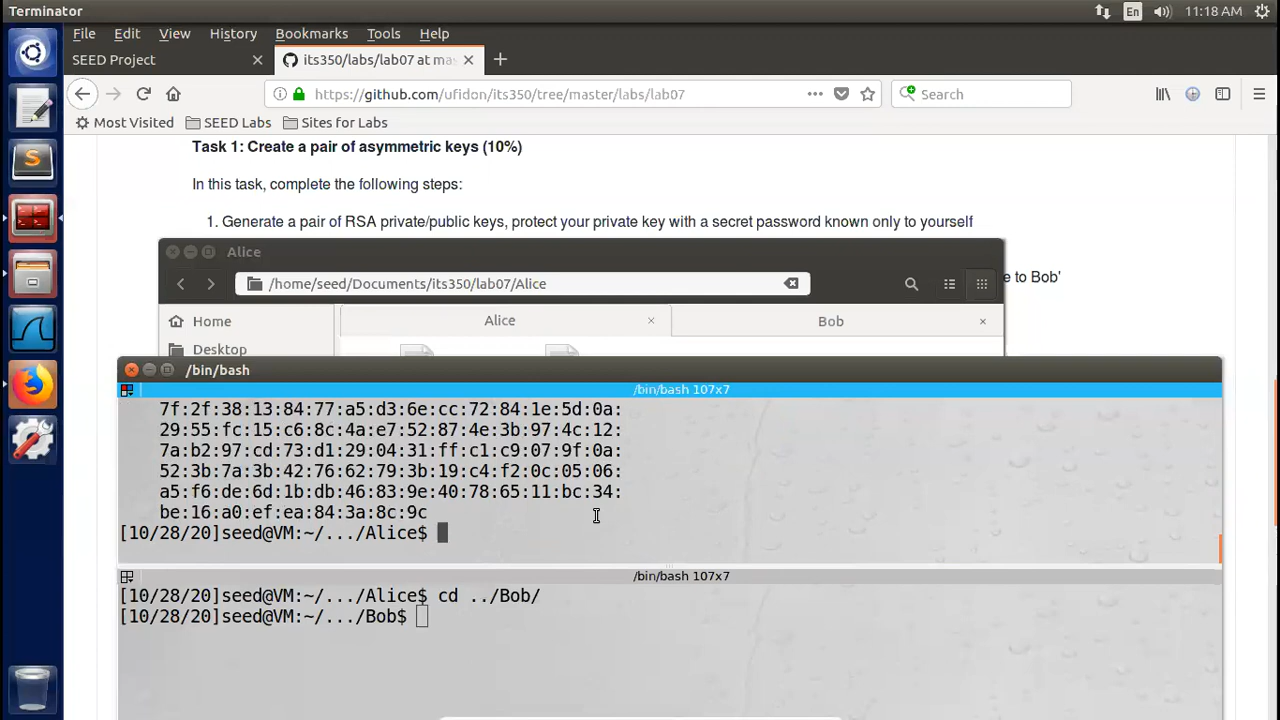 Terminator
En
11:18 AM
File Edit View History Bookmarks Tools Help
SEED Project
its350/labs/lab07 at mas
https://github.com/ufidon/its350/tree/master/labs/lab07
Search
Most Visited SEED Labs Sites for Labs
Task 1: Create a pair of asymmetric keys (10%)
In this task, complete the following steps:
1. Generate a pair of RSA private/public keys, protect your private key with a secret password known only to yourself
e to Bob'
Alice
/home/seed/Documents/its350/lab07/Alice
Home
Alice
Bob
Desktop
/bin/bash
/bin/bash 107x7
7f:2f:38:13:84:77:a5:d3:6e:cc:72:84:1e:5d:0a:
29:55:fc:15:c6:8c:4a:e7:52:87:4e:3b:97:4c:12:
7a:b2:97:cd:73:d1:29:04:31:ff:c1:c9:07:9f:0a:
52:3b:7a:3b:42:76:62:79:3b:19:c4:f2:0c:05:06:
a5:f6:de:6d:1b:db:46:83:9e:40:78:65:11:bc:34:
be:16:a0:ef:ea:84:3a:8c:9c
[10/28/20]seed@VM:~/.../Alice$
/bin/bash 107x7
[10/28/20]seed@VM:~/.../Alice$ cd ../Bob/
[10/28/20]seed@VM:~/.../Bob$